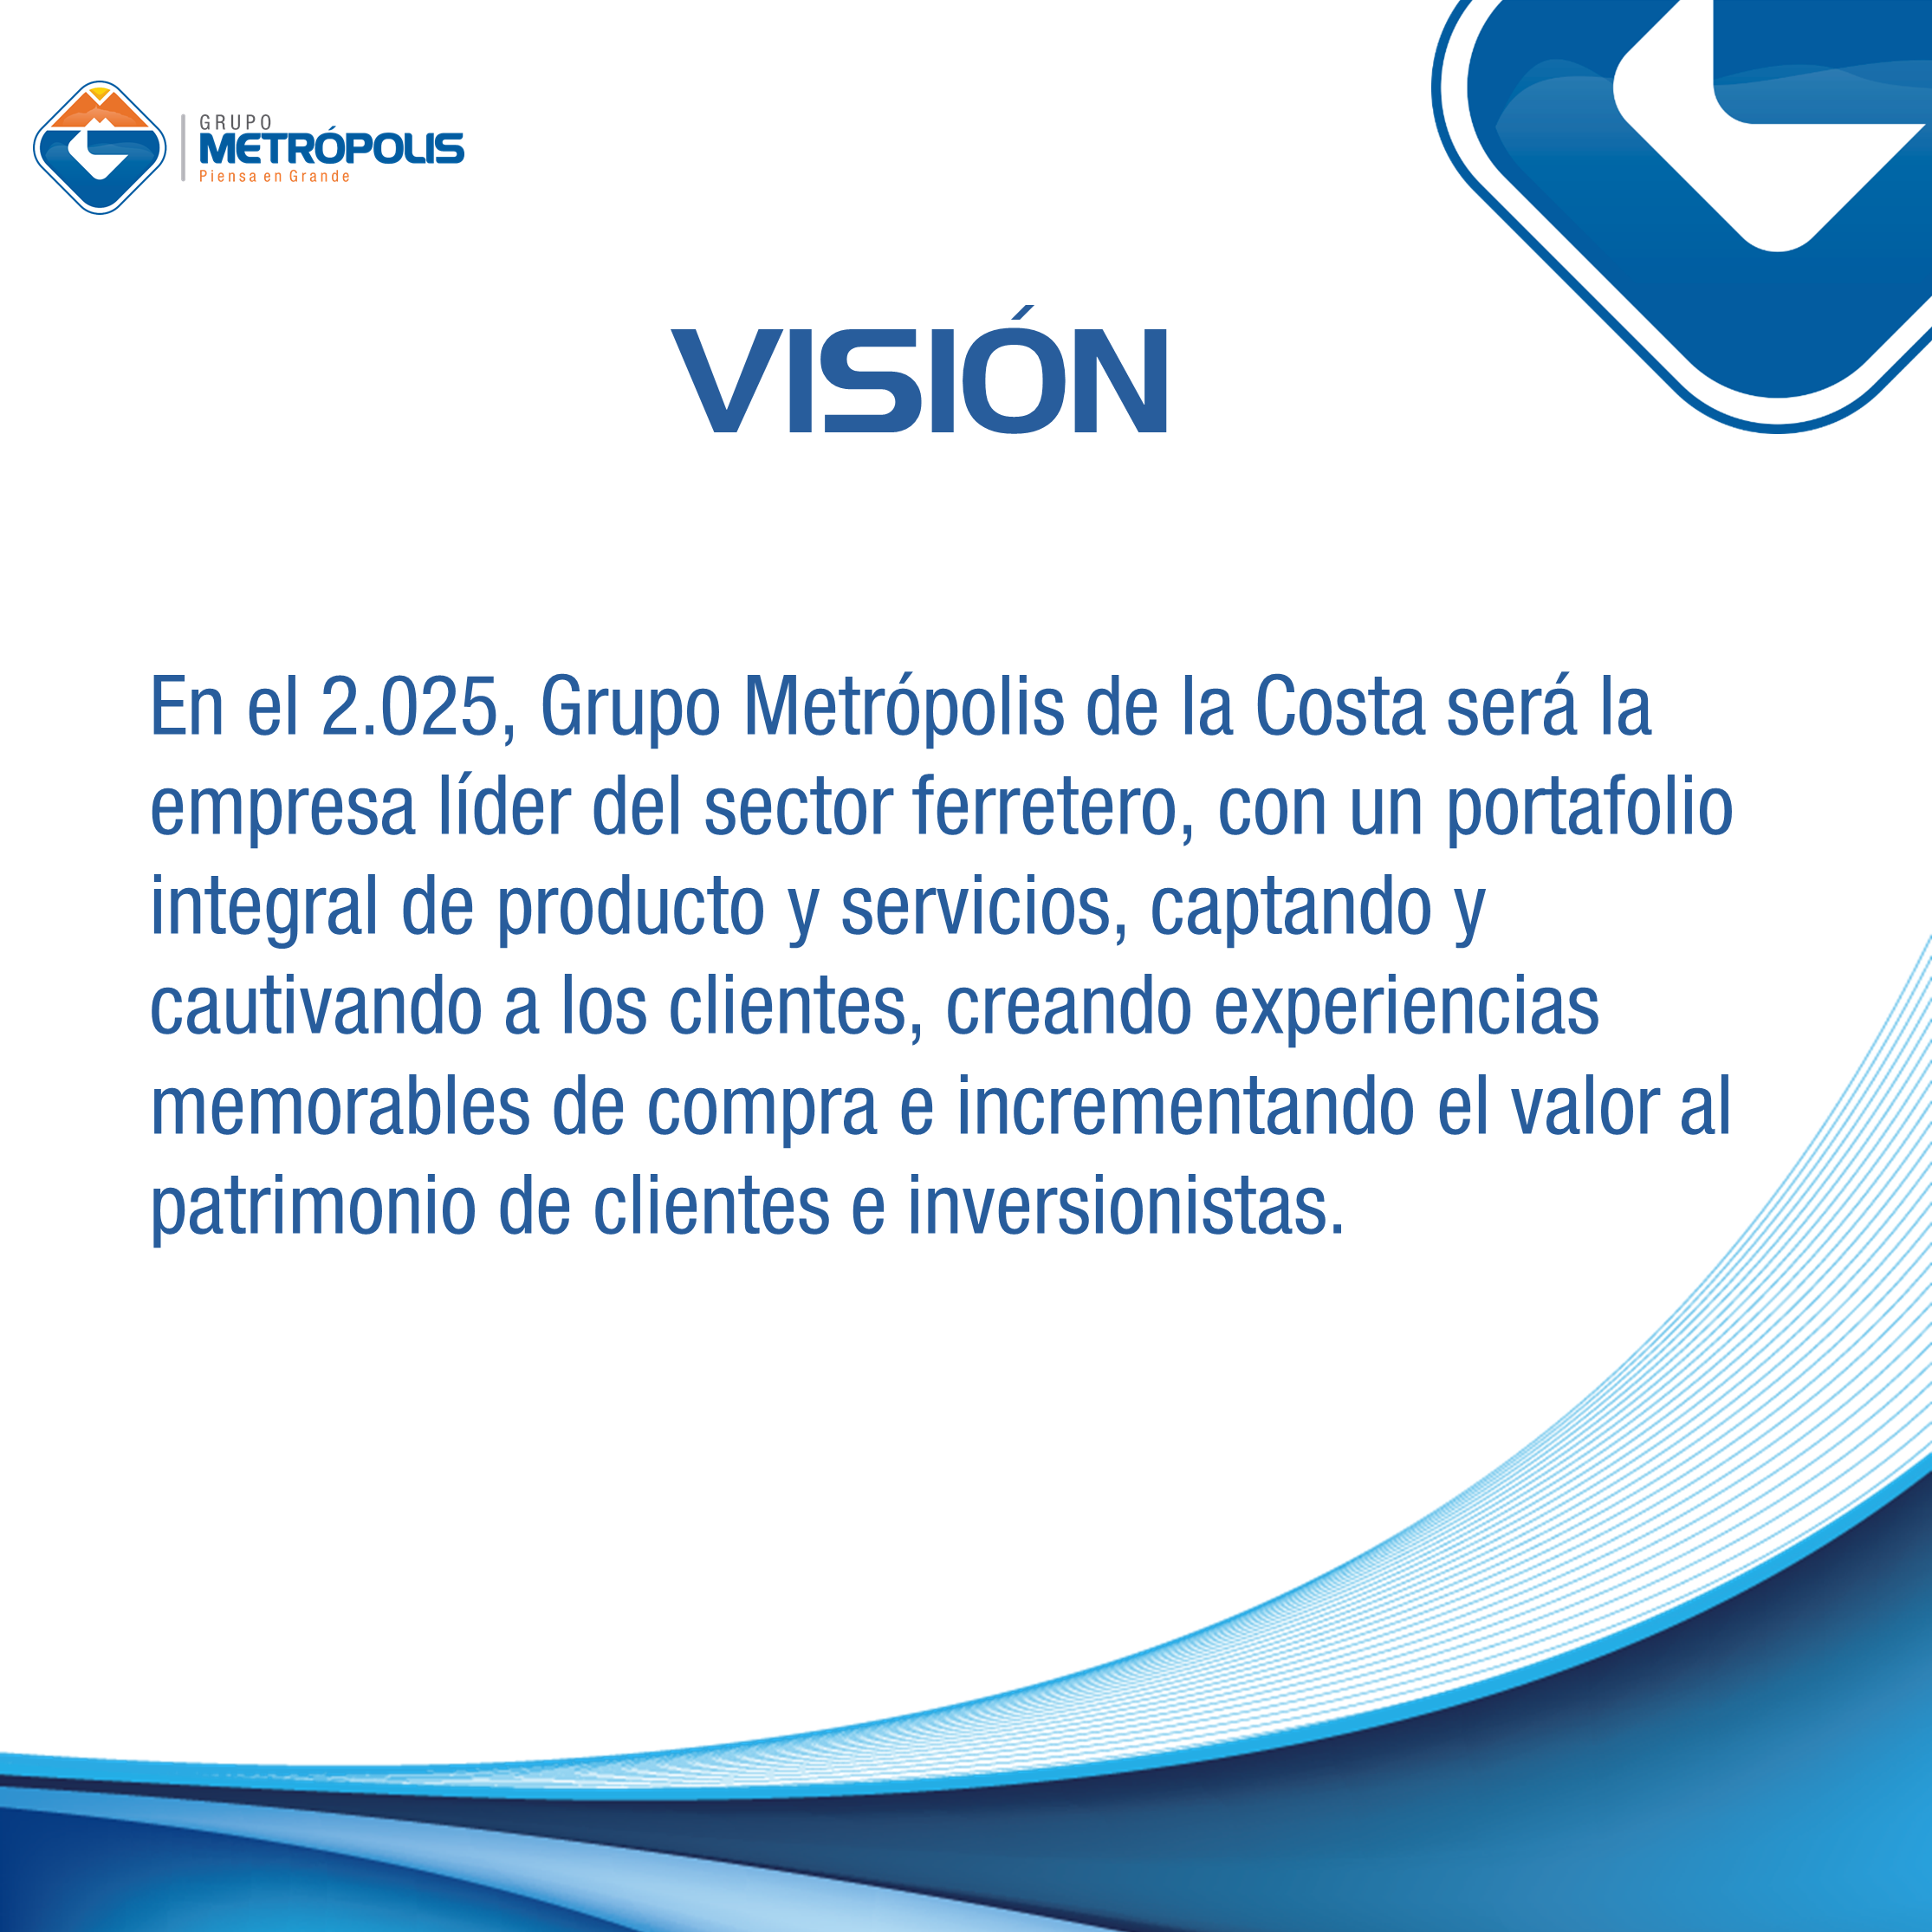 GRUPO
METRÓPOLIS
Piensa en Grande
VISIÓN
En el 2.025, Grupo Metrópolis de la Costa será la
empresa líder del sector ferretero, con un portafolio
integral de producto y servicios, captando y
cautivando a los clientes, creando experiencias
memorables de compra e incrementando el valor al
patrimonio de clientes e inversionistas.